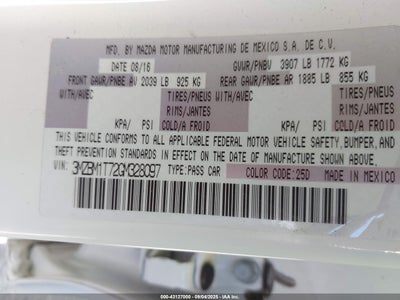 MFD. BY MAZDA MOTOR MANUFACTURING DE MEXICO S.A. DE C.V.
DATE 08/16 GVWR/PNBV 3907 LB 1772 KG
FRONT GAWR/PNBE AV 2039 LB 925 KG REAR GAWR/PNBE AR 1885 LB 855 KG
WITH/AVEC TIRES/PNEUS WITH/AVEC TIRES/PNEUS
RIMS/JANTES RIMS/JANTES
KPA/ PSI COLD/A FROID KPA/ PSI COLD/A FROID
THIS VEHICLE CONFORMS TO ALL APPLICABLE FEDERAL MOTOR VEHICLE SAFETY, BUMPER, AND
THEFT PREVENTION STANDARDS IN EFFECT ON THE DATE OF MANUFACTURE SHOWN ABOVE.
VIN: 3MZBM1T72GM328097 TYPE: PASS CAR COLOR CODE: 25D MADE IN MEXICO
000-43127060 - 09/04/2025 - IAA Inc.